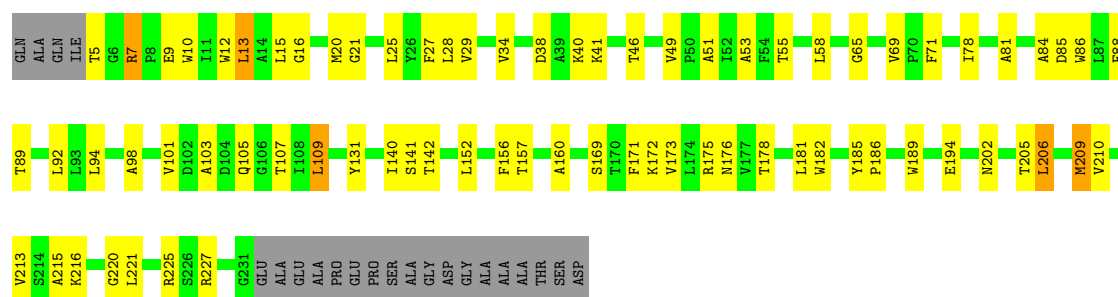 GLN ALA GLN ILE T5 G6 R7 P8 E9 W10 I11 W12 L13 A14 L15 G16 M20 G21 L25 Y26 F27 L28 V29 V34 D38 A39 K40 K41 T46 V49 P50 A51 I52 A53 F54 T55 L58 G65 V69 P70 F71 I78 A81 A84 D85 W86 L87 F88
T89 L92 L93 L94 A98 V101 D102 A103 D104 Q105 G106 T107 I108 L109 Y131 I140 S141 T142 L152 F156 T157 A160 S169 T170 F171 K172 V173 L174 R175 N176 V177 T178 L181 W182 Y185 P186 W189 E194 N202 T205 L206 M209 V210
V213 S214 A215 K216 G220 L221 R225 S226 R227 G231 GLU ALA GLU ALA PRO GLU PRO SER ALA GLY ASP GLY ALA ALA ALA THR SER ASP